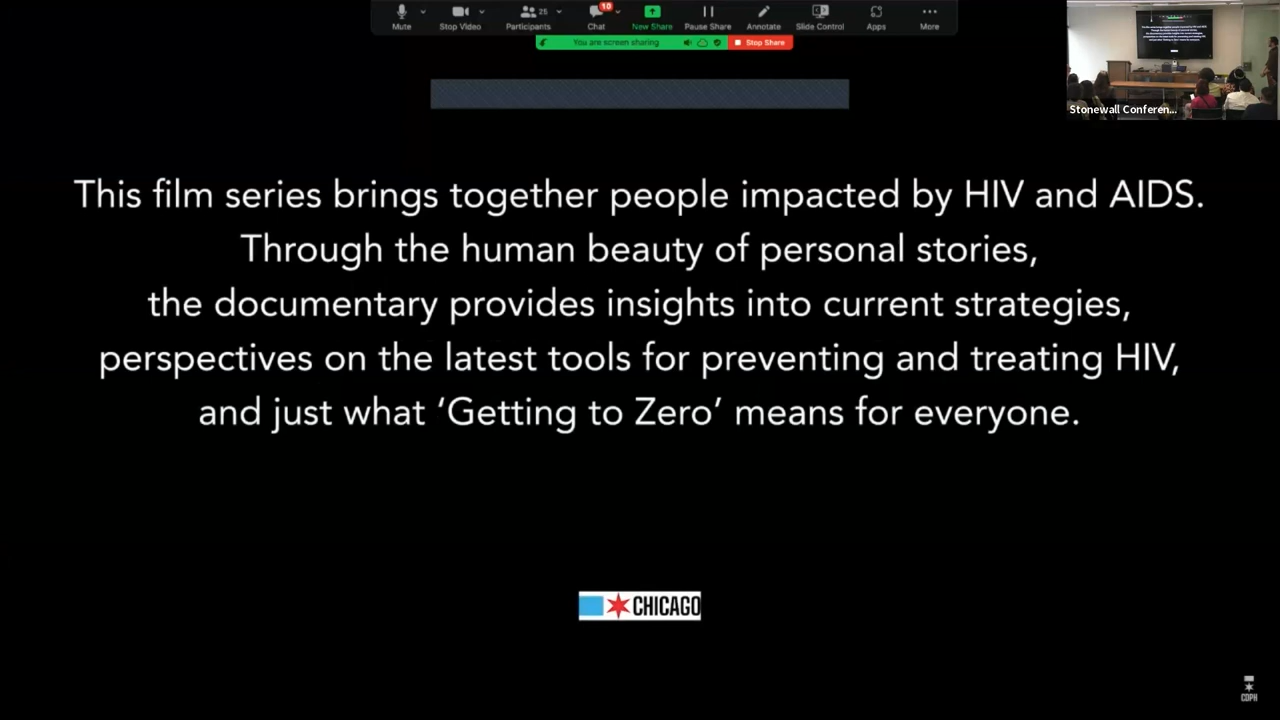 Mute
Stop Video
25
Participants
10
Chat
New Share
Pause Share
Annotate
Slide Control
Apps
More
You are screen sharing
Stop Share
Stonewall Conferen...
This film series brings together people impacted by HIV and AIDS.
Through the human beauty of personal stories,
the documentary provides insights into current strategies,
perspectives on the latest tools for preventing and treating HIV,
and just what ‘Getting to Zero’ means for everyone.
CHICAGO
CDPH